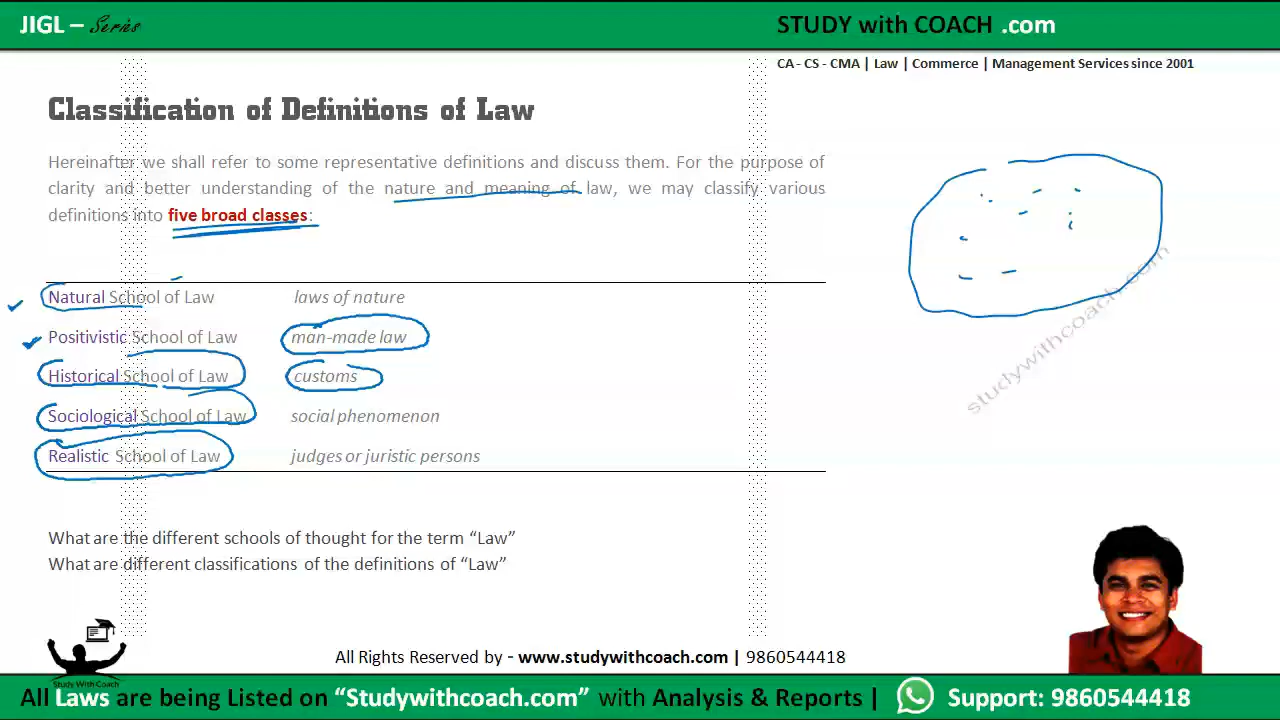 JIGL – Series
STUDY with COACH .com
CA - CS - CMA | Law | Commerce | Management Services since 2001
Classification of Definitions of Law
Hereinafter we shall refer to some representative definitions and discuss them. For the purpose of
clarity and better understanding of the nature and meaning of law, we may classify various
definitions into five broad classes:
Natural School of Law laws of nature
Positivistic School of Law man-made law
Historical School of Law customs
Sociological School of Law social phenomenon
Realistic School of Law judges or juristic persons
studywithcoach.com
What are the different schools of thought for the term “Law”
What are different classifications of the definitions of “Law”
Study With Coach
All Rights Reserved by - www.studywithcoach.com | 9860544418
All Laws are being Listed on “Studywithcoach.com” with Analysis & Reports | Support: 9860544418